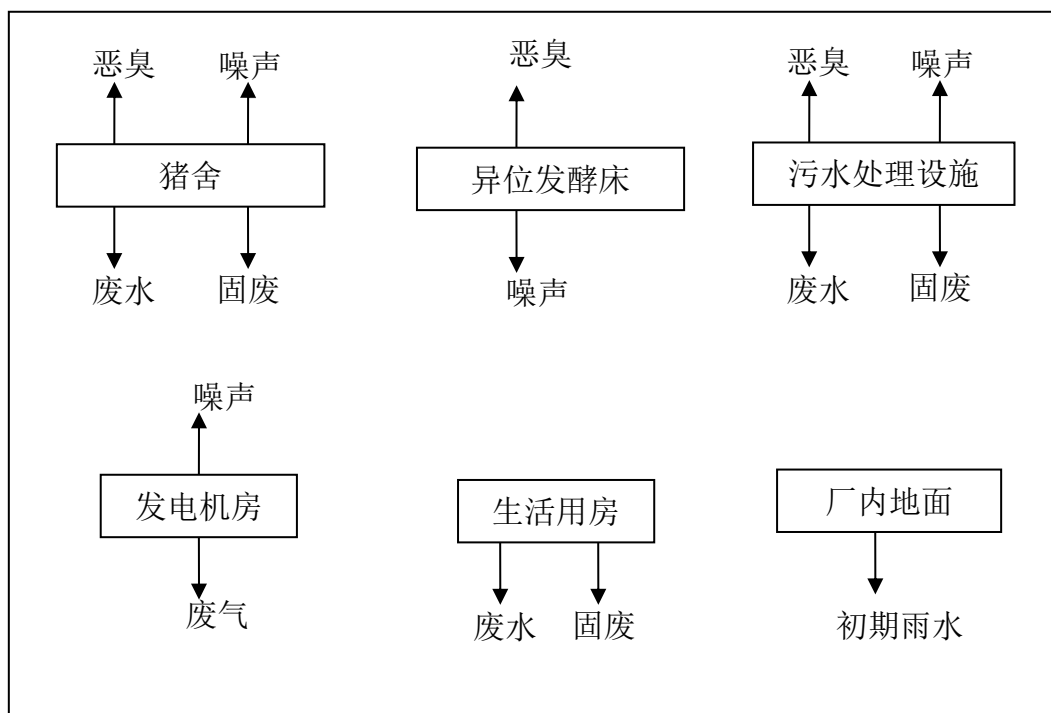 恶臭 噪声
猪舍
废水 固废
恶臭
异位发酵床
噪声
恶臭 噪声
污水处理设施
废水 固废
噪声
发电机房
废气
生活用房
废水 固废
厂内地面
初期雨水